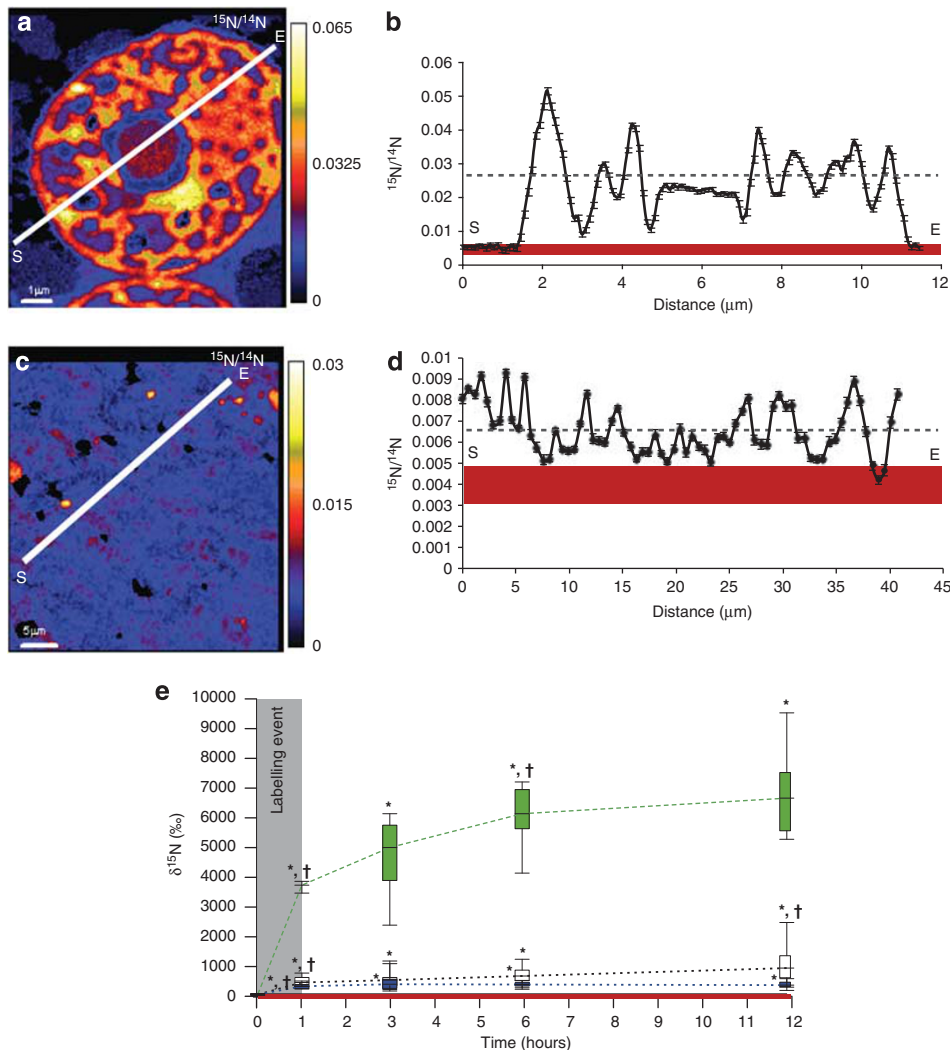 a
¹⁵N/¹⁴N
E
S
1µm
0.065
0.0325
0
b
0.06
0.05
0.04
0.03
0.02
0.01
0
¹⁵N/¹⁴N
S
E
0 2 4 6 8 10 12
Distance (µm)
c
¹⁵N/¹⁴N
E
S
5µm
0.03
0.015
0
d
0.01
0.009
0.008
0.007
0.006
0.005
0.004
0.003
0.002
0.001
0
¹⁵N/¹⁴N
S
E
0 5 10 15 20 25 30 35 40 45
Distance (µm)
e
10000
9000
8000
7000
6000
5000
4000
3000
2000
1000
0
δ¹⁵N (‰)
Labelling event
*
*, †
*
*, †
*, †
*, †
*
*
*, †
*, †
*
*
*
0 1 2 3 4 5 6 7 8 9 10 11 12
Time (hours)